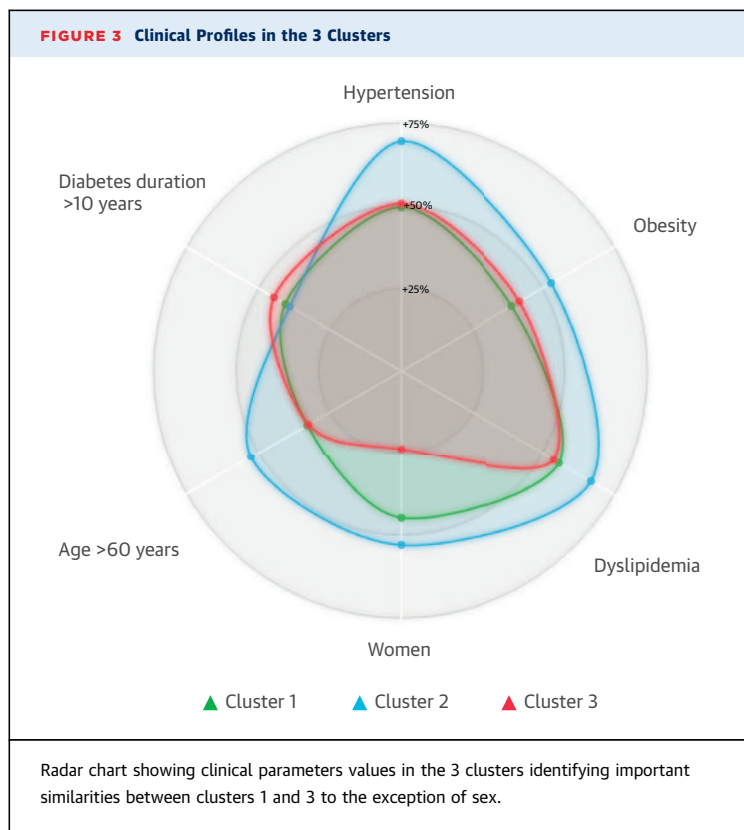 FIGURE 3 Clinical Profiles in the 3 Clusters
Hypertension
+75%
Diabetes duration
>10 years
+50%
Obesity
+25%
Age >60 years
Dyslipidemia
Women
Cluster 1
Cluster 2
Cluster 3
Radar chart showing clinical parameters values in the 3 clusters identifying important
similarities between clusters 1 and 3 to the exception of sex.